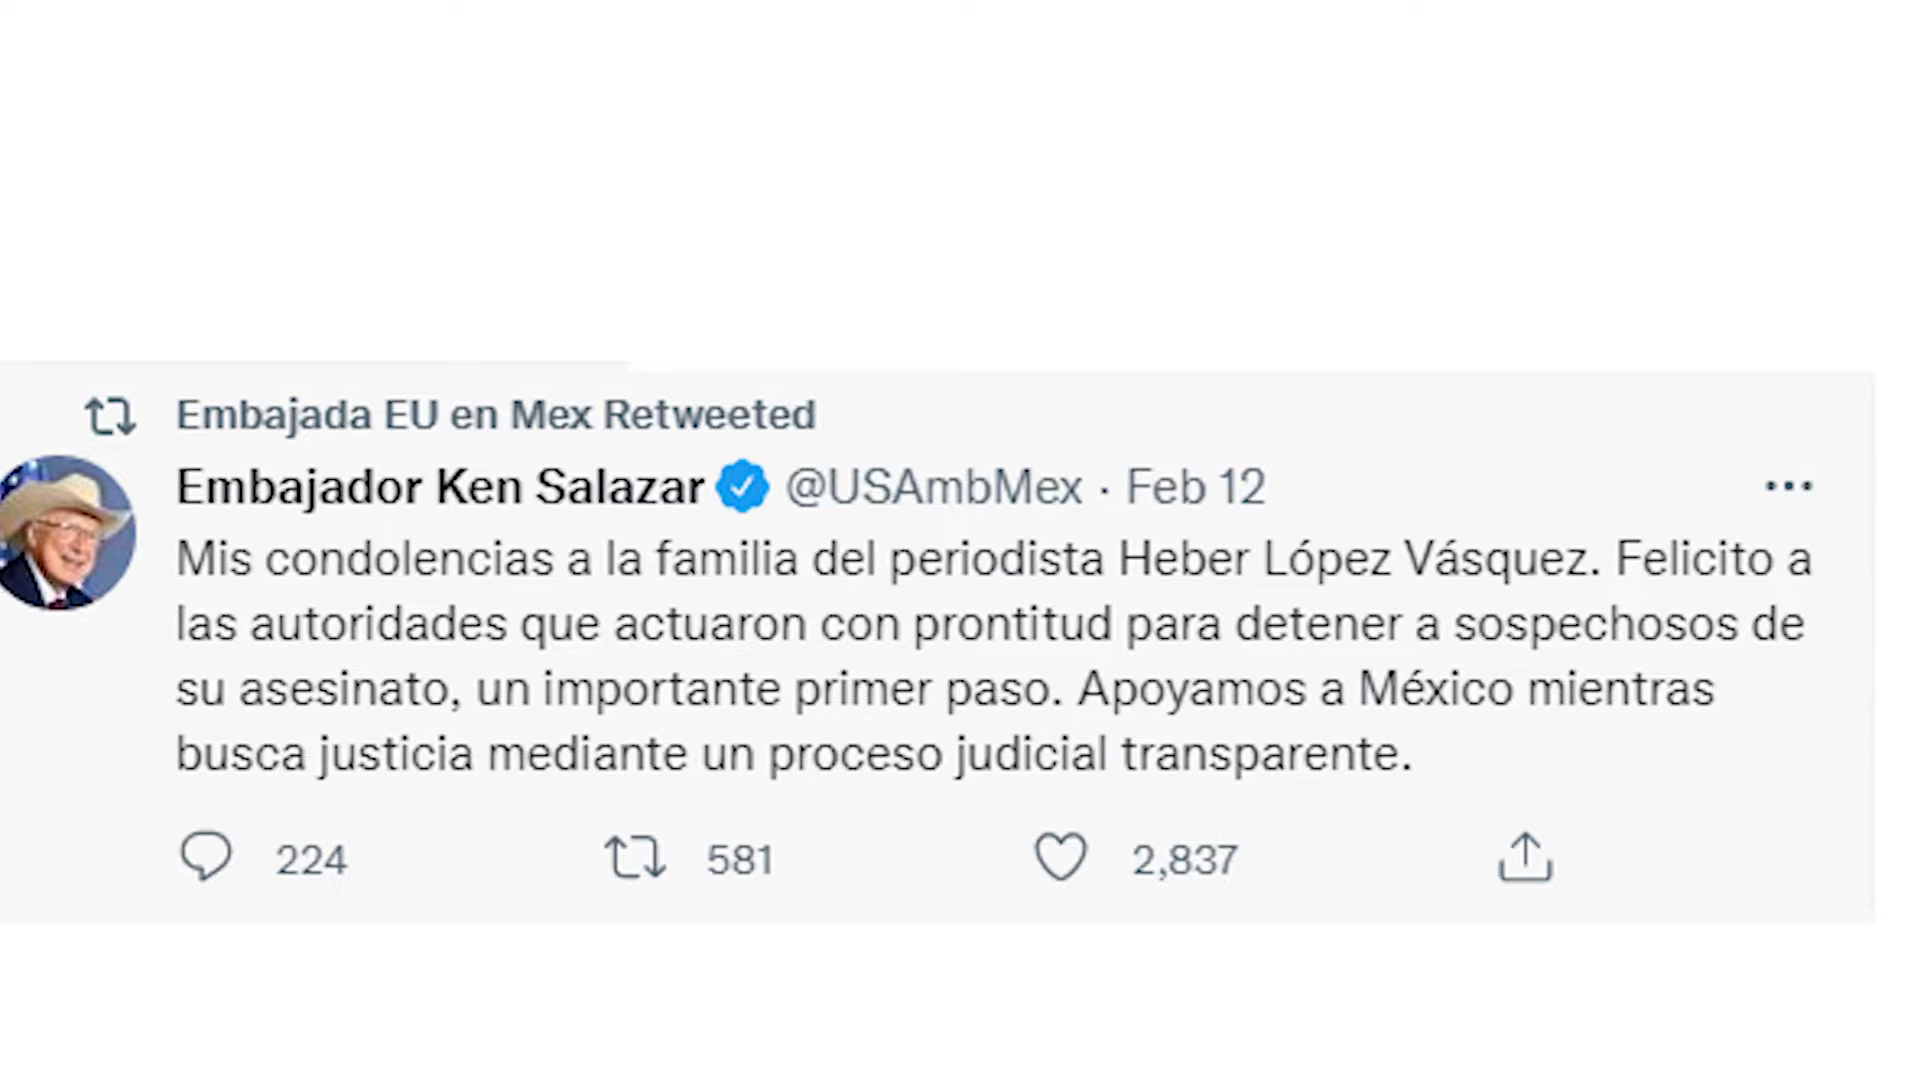 Embajada EU en Mex Retweeted
Embajador Ken Salazar @USAmbMex · Feb 12
Mis condolencias a la familia del periodista Heber López Vásquez. Felicito a
las autoridades que actuaron con prontitud para detener a sospechosos de
su asesinato, un importante primer paso. Apoyamos a México mientras
busca justicia mediante un proceso judicial transparente.
224 581 2,837